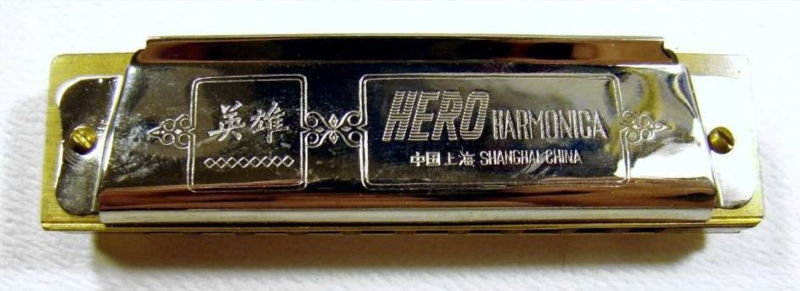 英雄
HERO HARMONICA
中国上海 SHANGHAI, CHINA